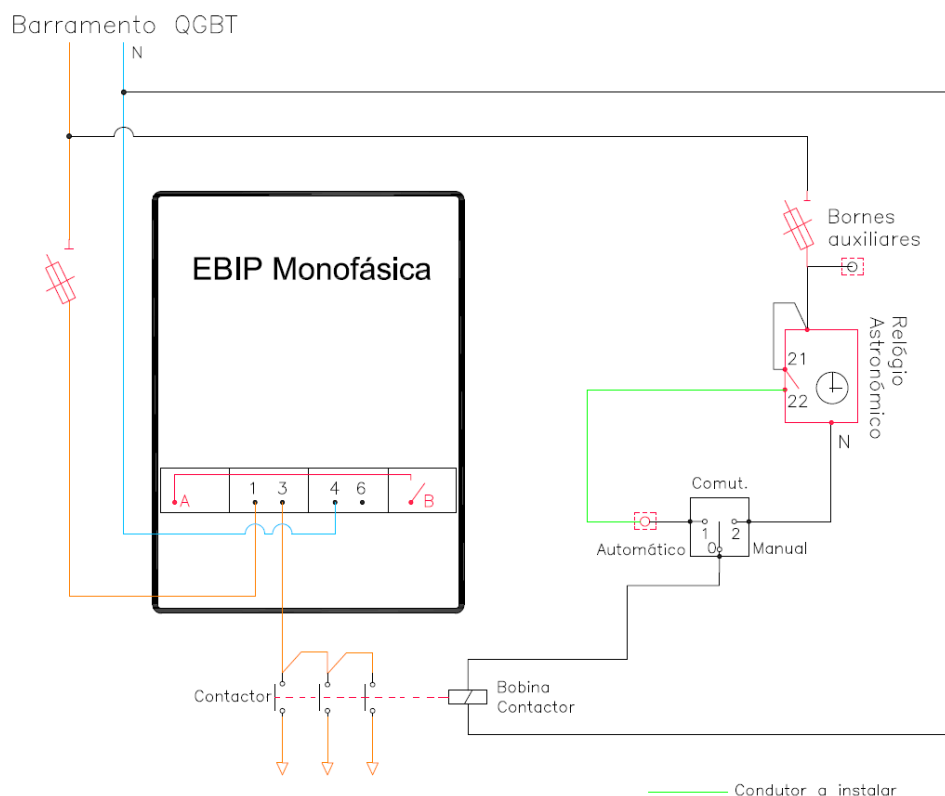 Barramento QGBT
N
Bornes
auxiliares
EBIP Monofásica
Relógio
Astronómico
21
22
N
A
1 3 4 6
B
Comut.
1 2
0
Automático
Manual
Contactor
Bobina
Contactor
Condutor a instalar